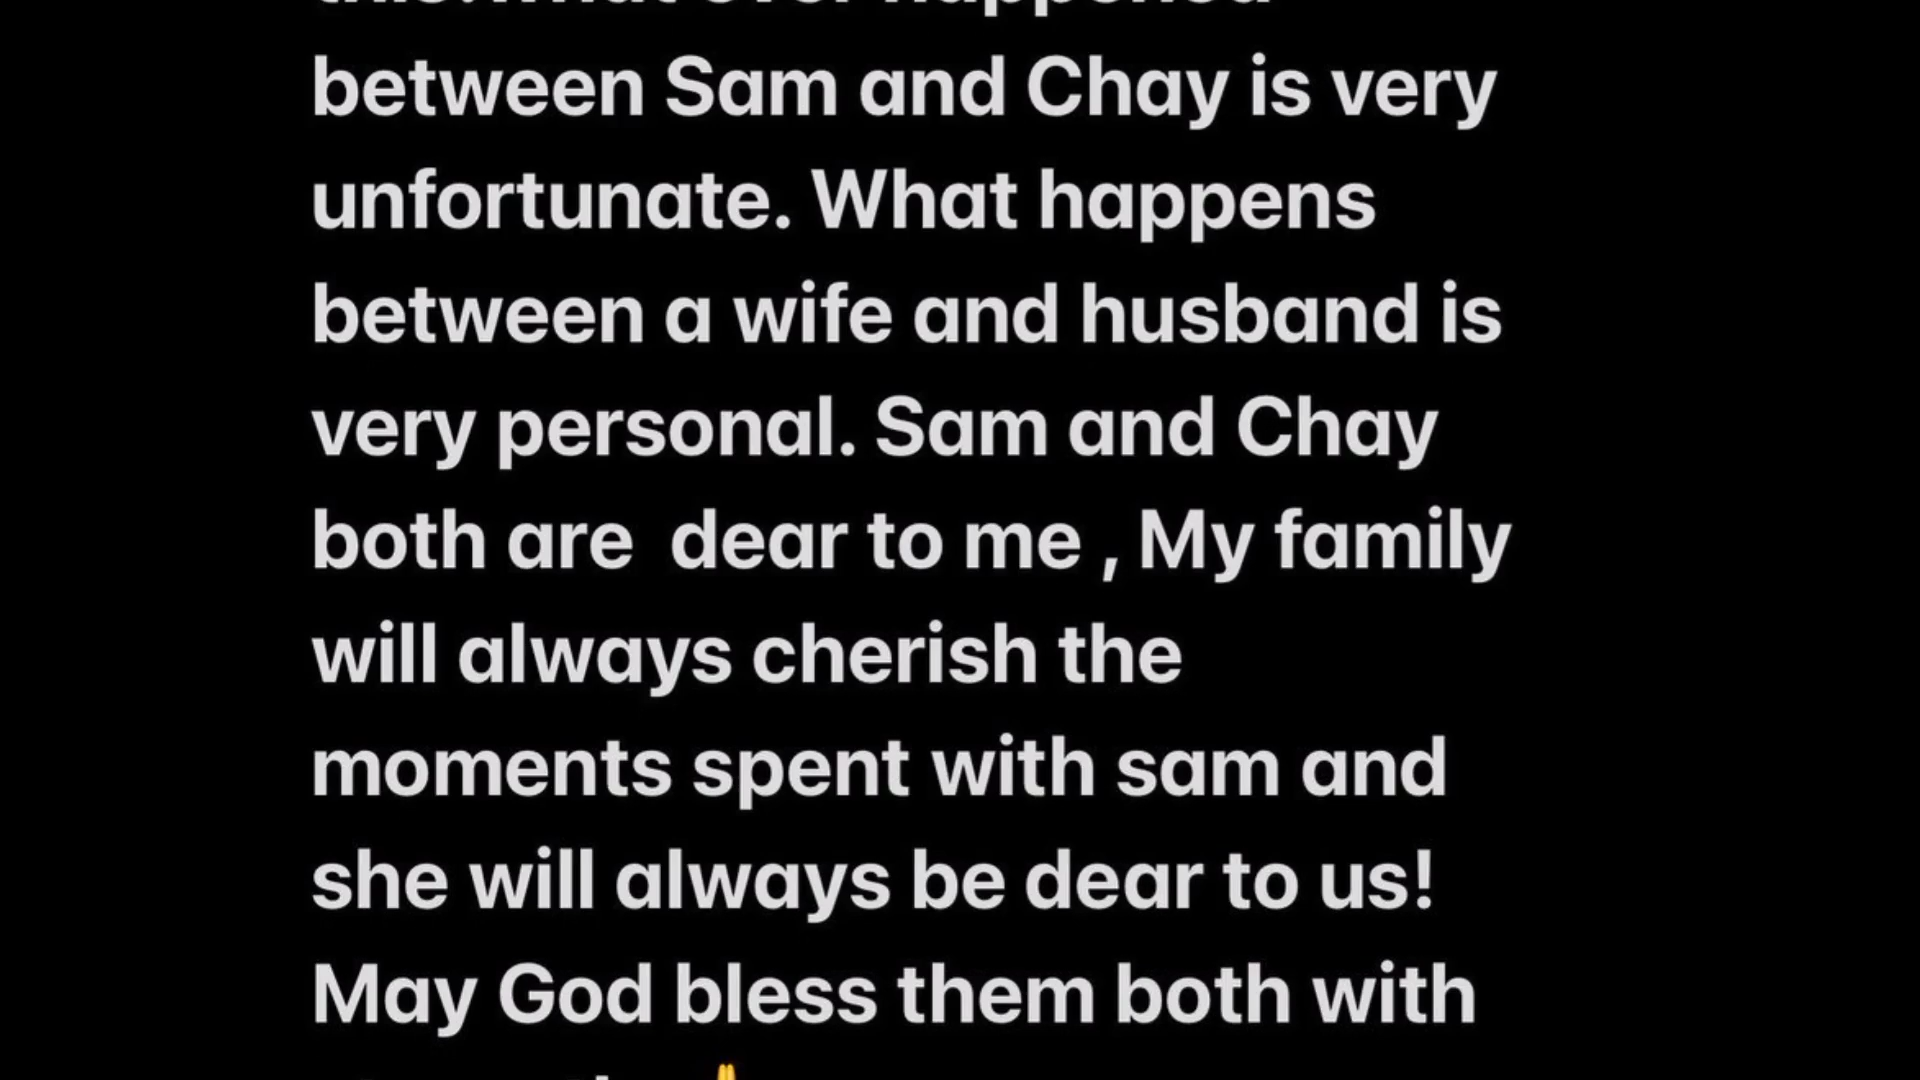 between Sam and Chay is very
unfortunate. What happens
between a wife and husband is
very personal. Sam and Chay
both are  dear to me , My family
will always cherish the
moments spent with sam and
she will always be dear to us!
May God bless them both with